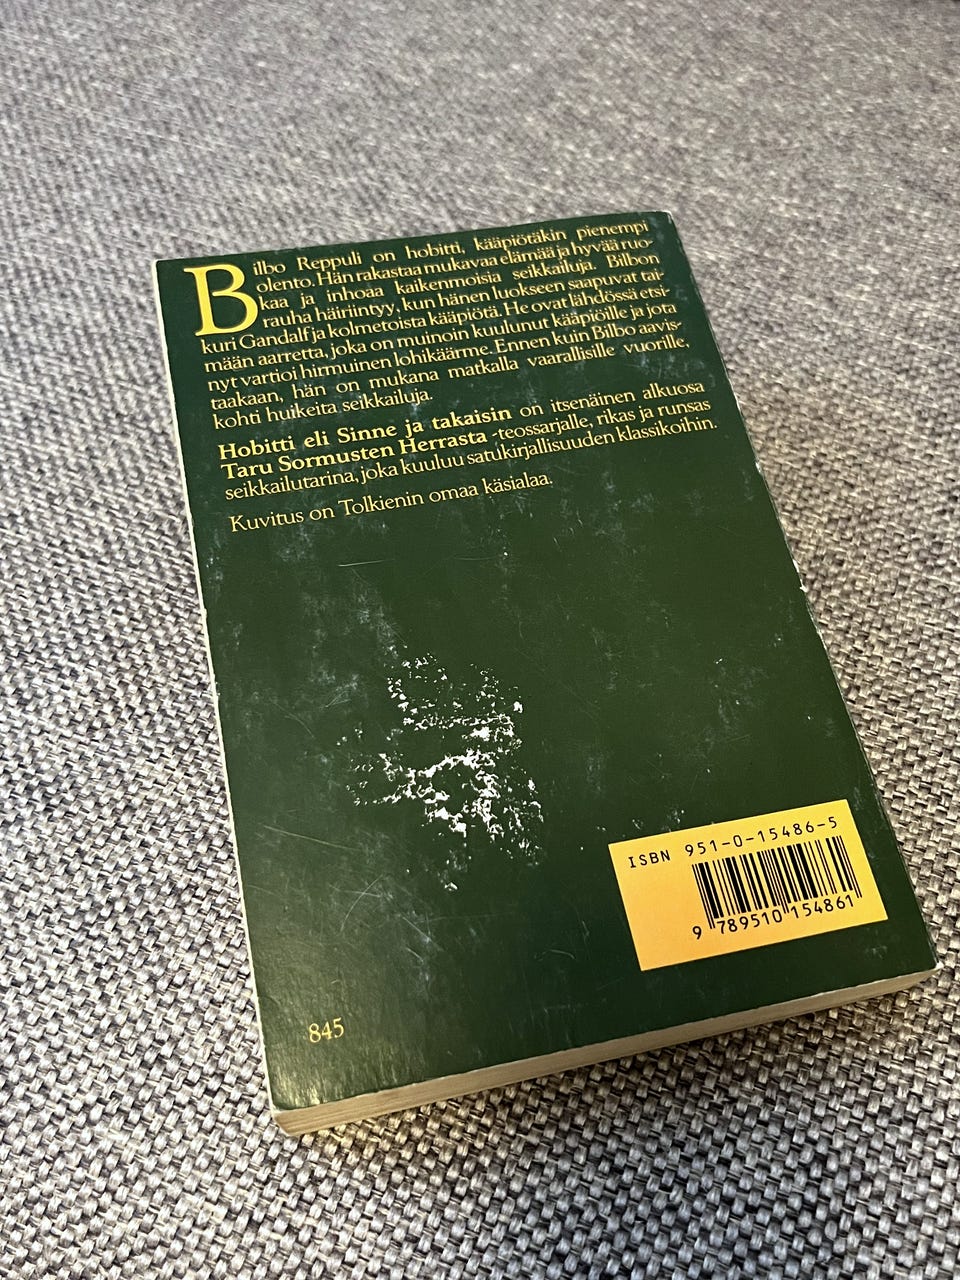 Bilbo Reppuli on hobitti, kääpiötäkin pienempi
olento. Hän rakastaa mukavaa elämää ja hyvää ruo-
kaa ja inhoaa kaikenmoisia seikkailuja. Bilbon
rauha häiriintyy, kun hänen luokseen saapuvat tai-
kuri Gandalf ja kolmetoista kääpiötä. He ovat lähdössä etsi-
mään aarretta, joka on muinoin kuulunut kääpiöille ja jota
nyt vartioi hirmuinen lohikäärme. Ennen kuin Bilbo aavis-
taakaan, hän on mukana matkalla vaarallisille vuorille,
kohti huikeita seikkailuja.
Hobitti eli Sinne ja takaisin on itsenäinen alkuosa
Taru Sormusten Herrasta -teossarjalle, rikas ja runsas
seikkailutarina, joka kuuluu satukirjallisuuden klassikoihin.
Kuvitus on Tolkienin omaa käsialaa.
ISBN 951-0-15486-5
9 789510 154861
845